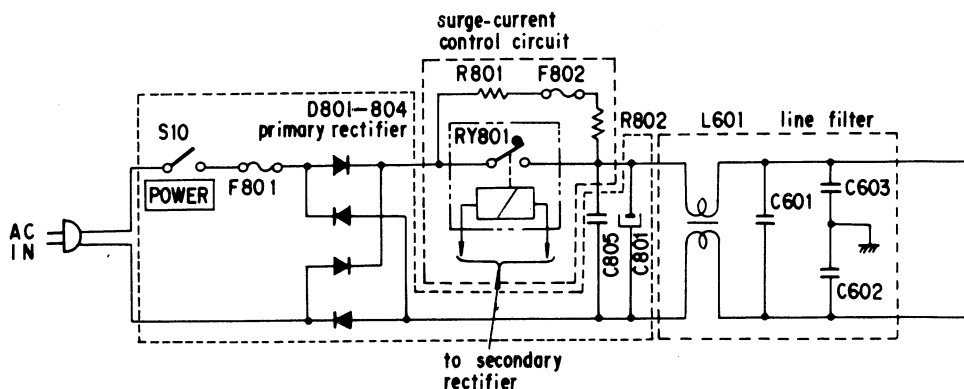 surge-current
control circuit
R801
F802
D801-804
primary rectifier
R802
L601
line filter
S10
RY801
POWER
F801
AC
IN
C805
C801
C601
C603
C602
to secondary
rectifier